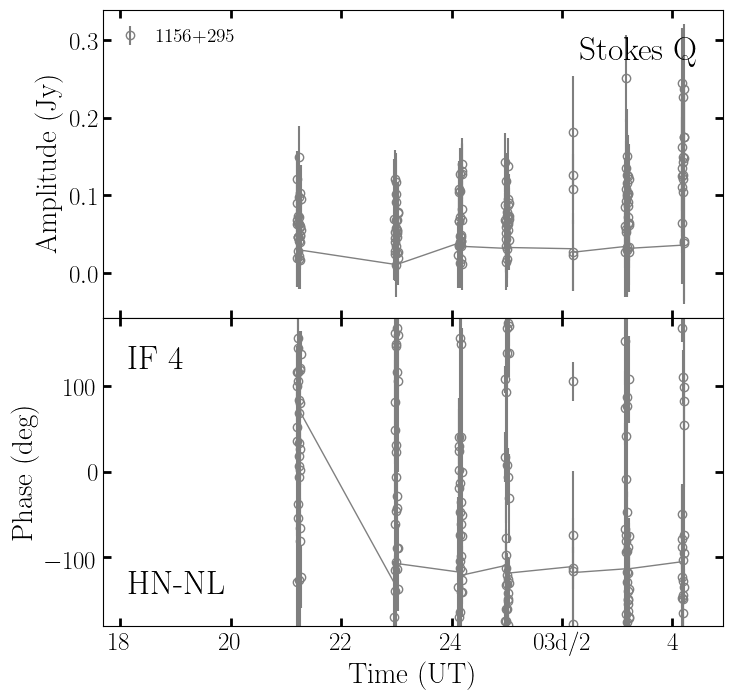 1156+295
Stokes Q
0.3
0.2
0.1
0.0
Amplitude (Jy)
IF 4
100
0
−100
Phase (deg)
HN-NL
18 20 22 24 03d/2 4
Time (UT)